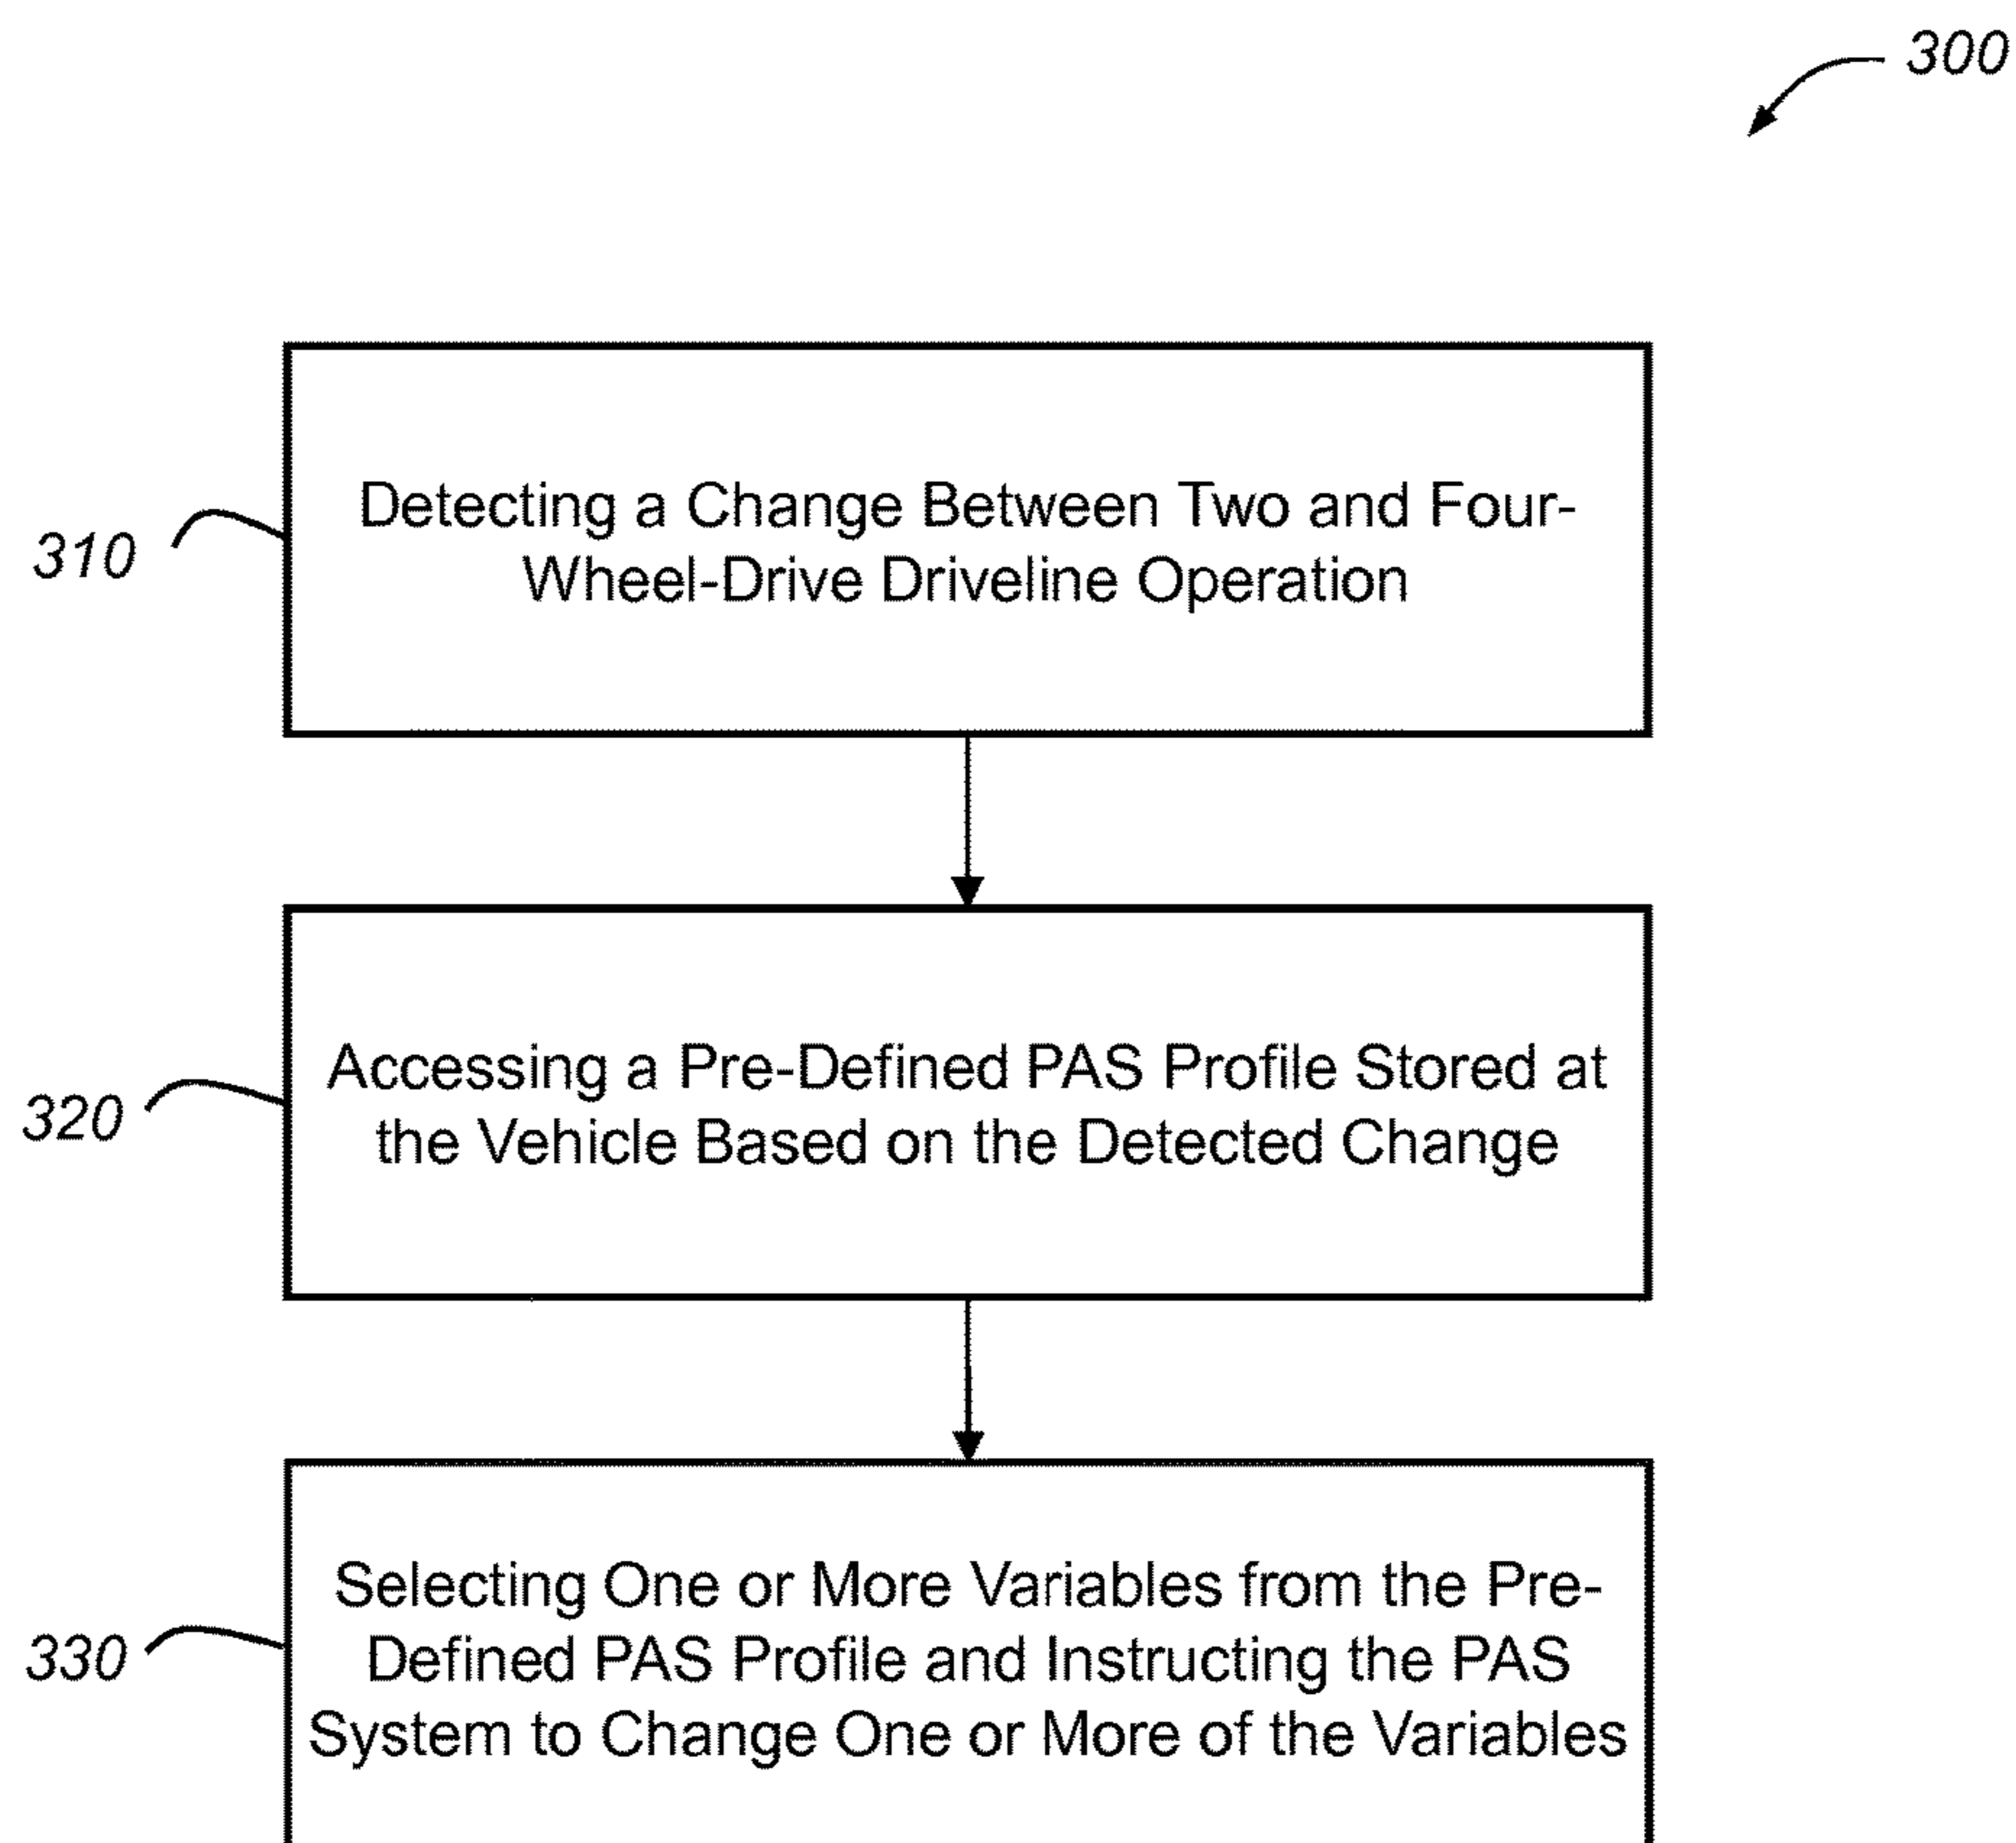 300
310
Detecting a Change Between Two and Four-
Wheel-Drive Driveline Operation
320
Accessing a Pre-Defined PAS Profile Stored at
the Vehicle Based on the Detected Change
330
Selecting One or More Variables from the Pre-
Defined PAS Profile and Instructing the PAS
System to Change One or More of the Variables